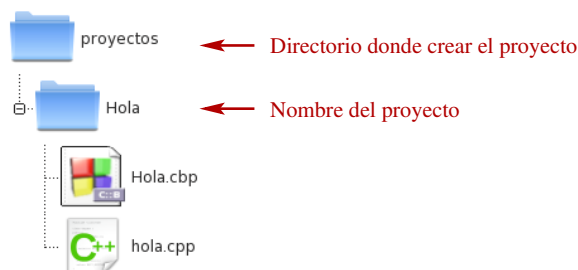 proyectos
Directorio donde crear el proyecto
Hola
Nombre del proyecto
Hola.cbp
C++
hola.cpp